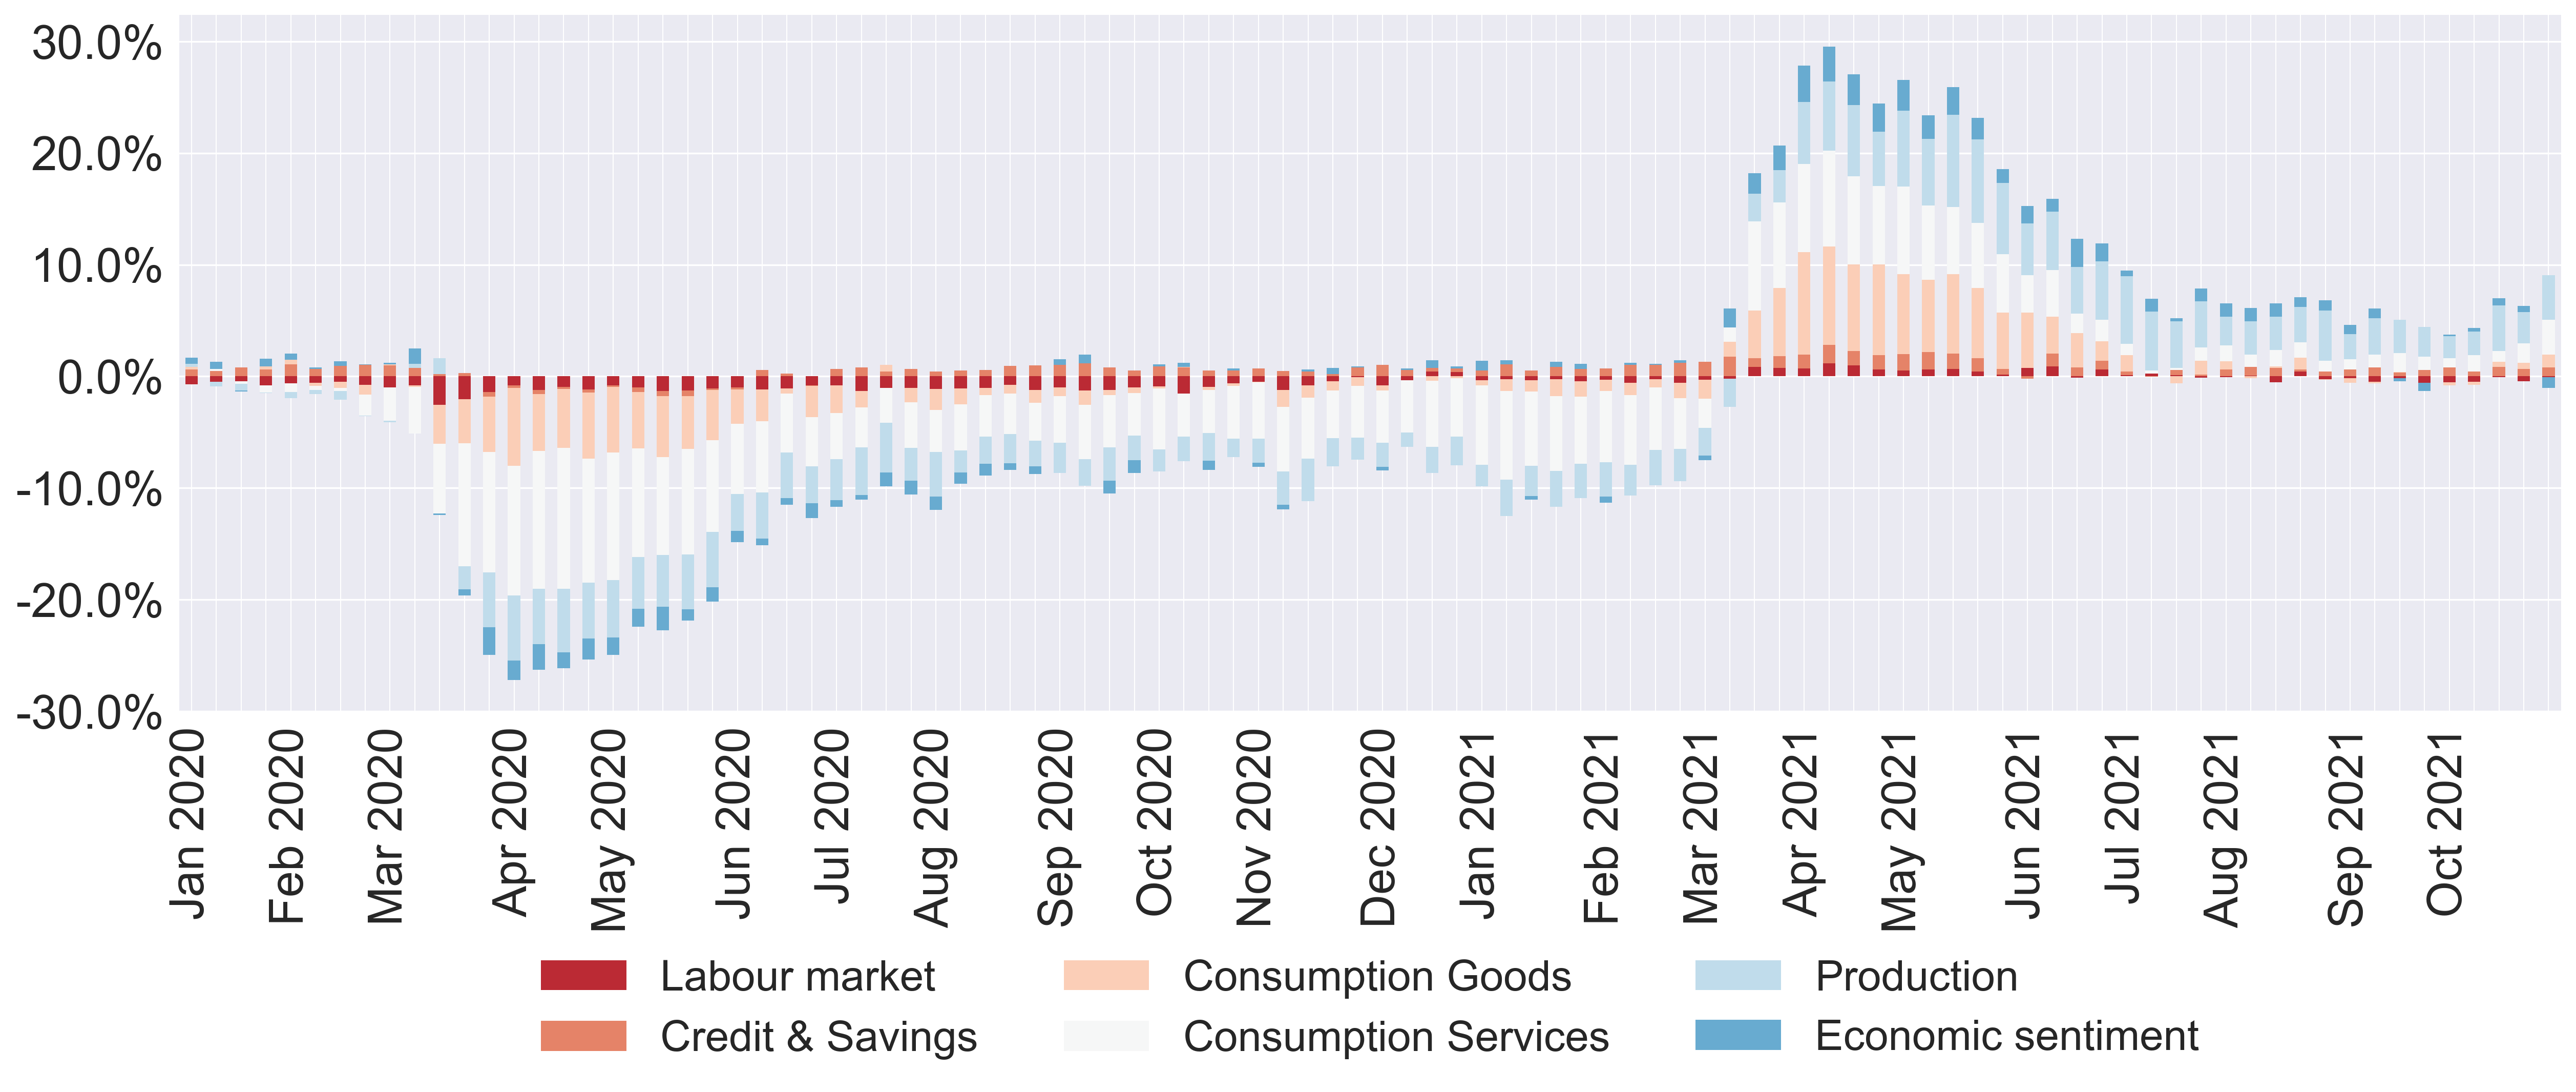 30.0%
20.0%
10.0%
0.0%
-10.0%
-20.0%
-30.0%
Jan 2020
Feb 2020
Mar 2020
Apr 2020
May 2020
Jun 2020
Jul 2020
Aug 2020
Sep 2020
Oct 2020
Nov 2020
Dec 2020
Jan 2021
Feb 2021
Mar 2021
Apr 2021
May 2021
Jun 2021
Jul 2021
Aug 2021
Sep 2021
Oct 2021
Labour market
Consumption Goods
Production
Credit & Savings
Consumption Services
Economic sentiment